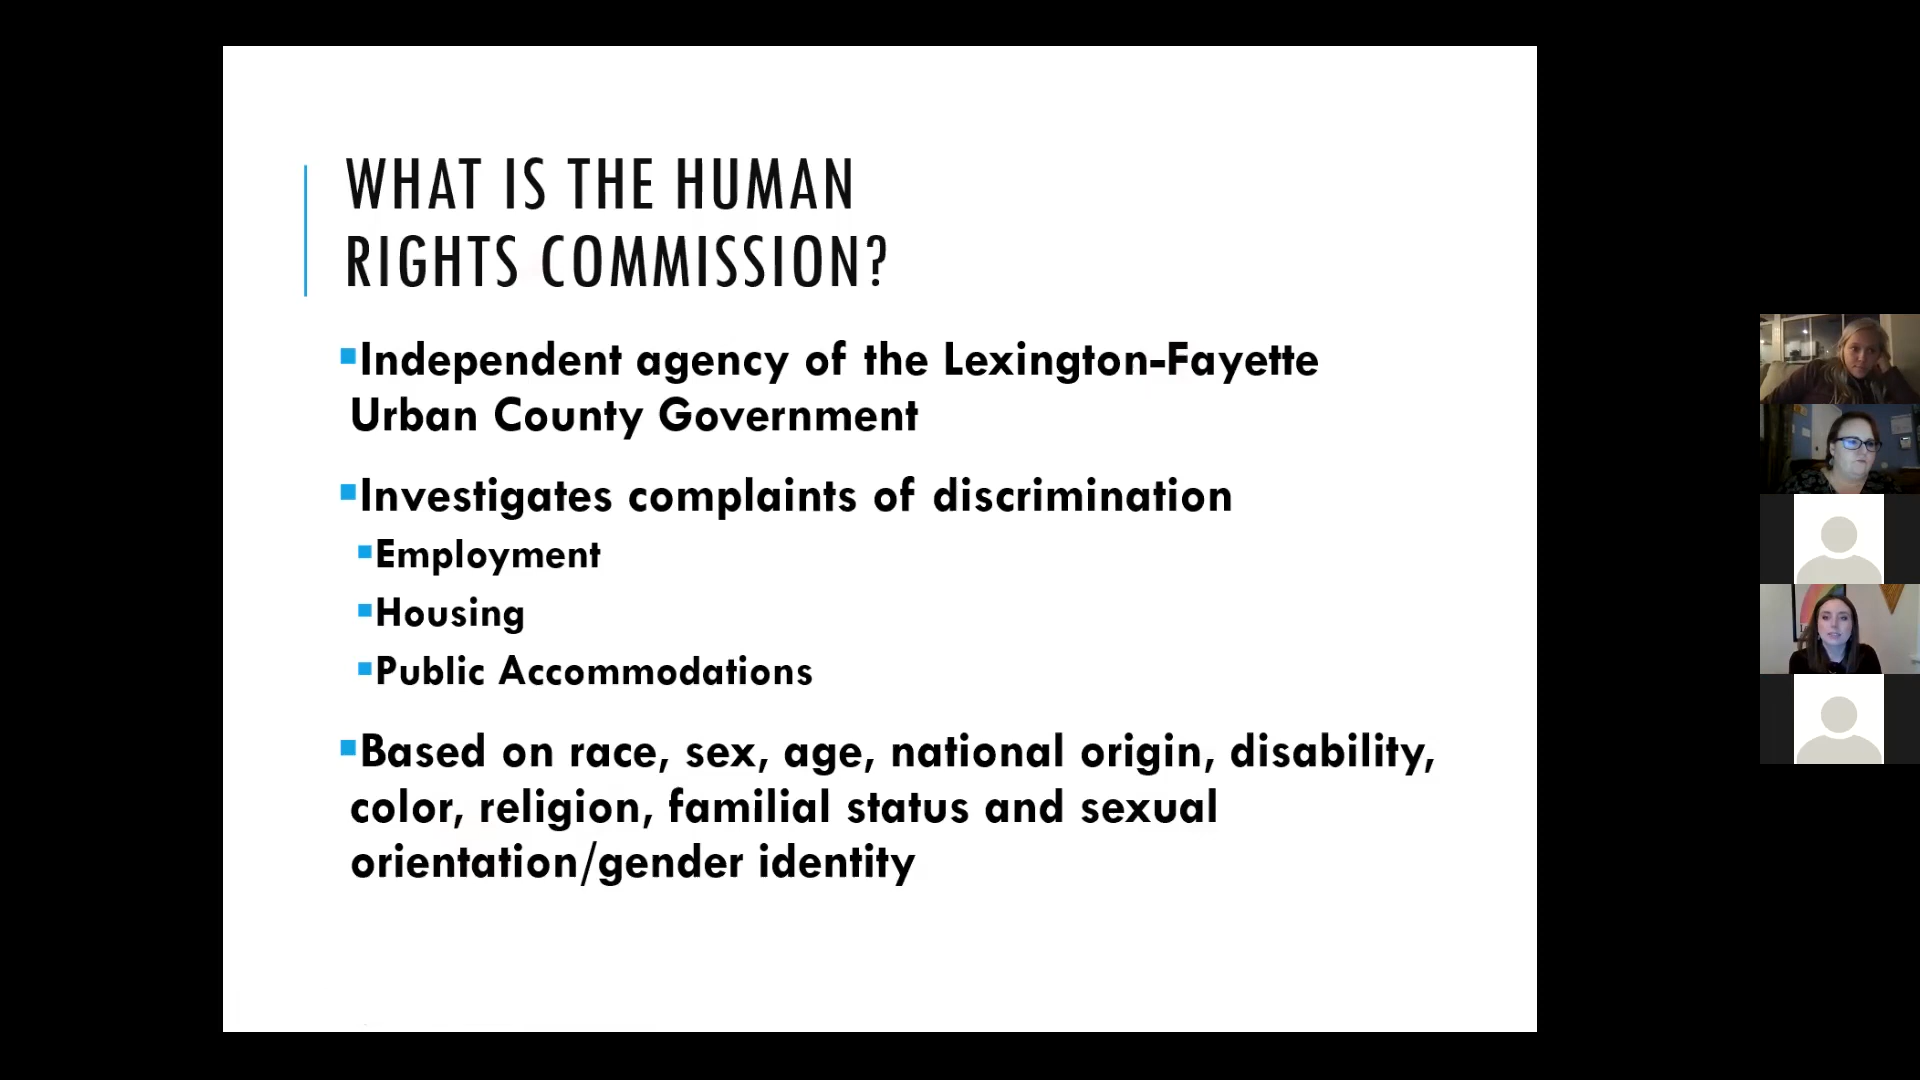 WHAT IS THE HUMAN
RIGHTS COMMISSION?
Independent agency of the Lexington-Fayette
Urban County Government
Investigates complaints of discrimination
Employment
Housing
Public Accommodations
Based on race, sex, age, national origin, disability,
color, religion, familial status and sexual
orientation/gender identity